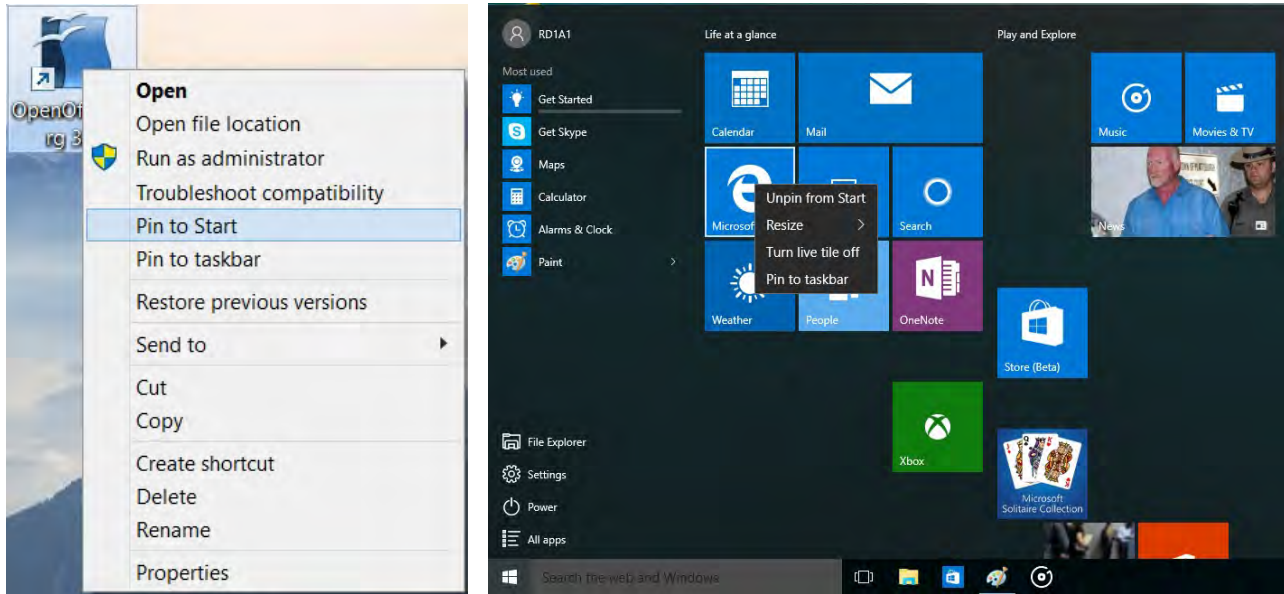 OpenOf
rg 3
Open
Open file location
Run as administrator
Troubleshoot compatibility
Pin to Start
Pin to taskbar
Restore previous versions
Send to
Cut
Copy
Create shortcut
Delete
Rename
Properties
RD1A1
Most used
Get Started
Get Skype
Maps
Calculator
Alarms & Clock
Paint
File Explorer
Settings
Power
All apps
Search the web and Windows
Life at a glance
Calendar
Mail
Microsof
Search
Unpin from Start
Resize
Turn live tile off
Pin to taskbar
Weather
People
N
OneNote
Xbox
Play and Explore
Music
Movies & TV
News
Store (Beta)
Microsoft
Solitaire Collection